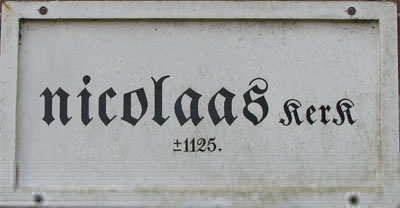 nicolaas KerK
±1125.